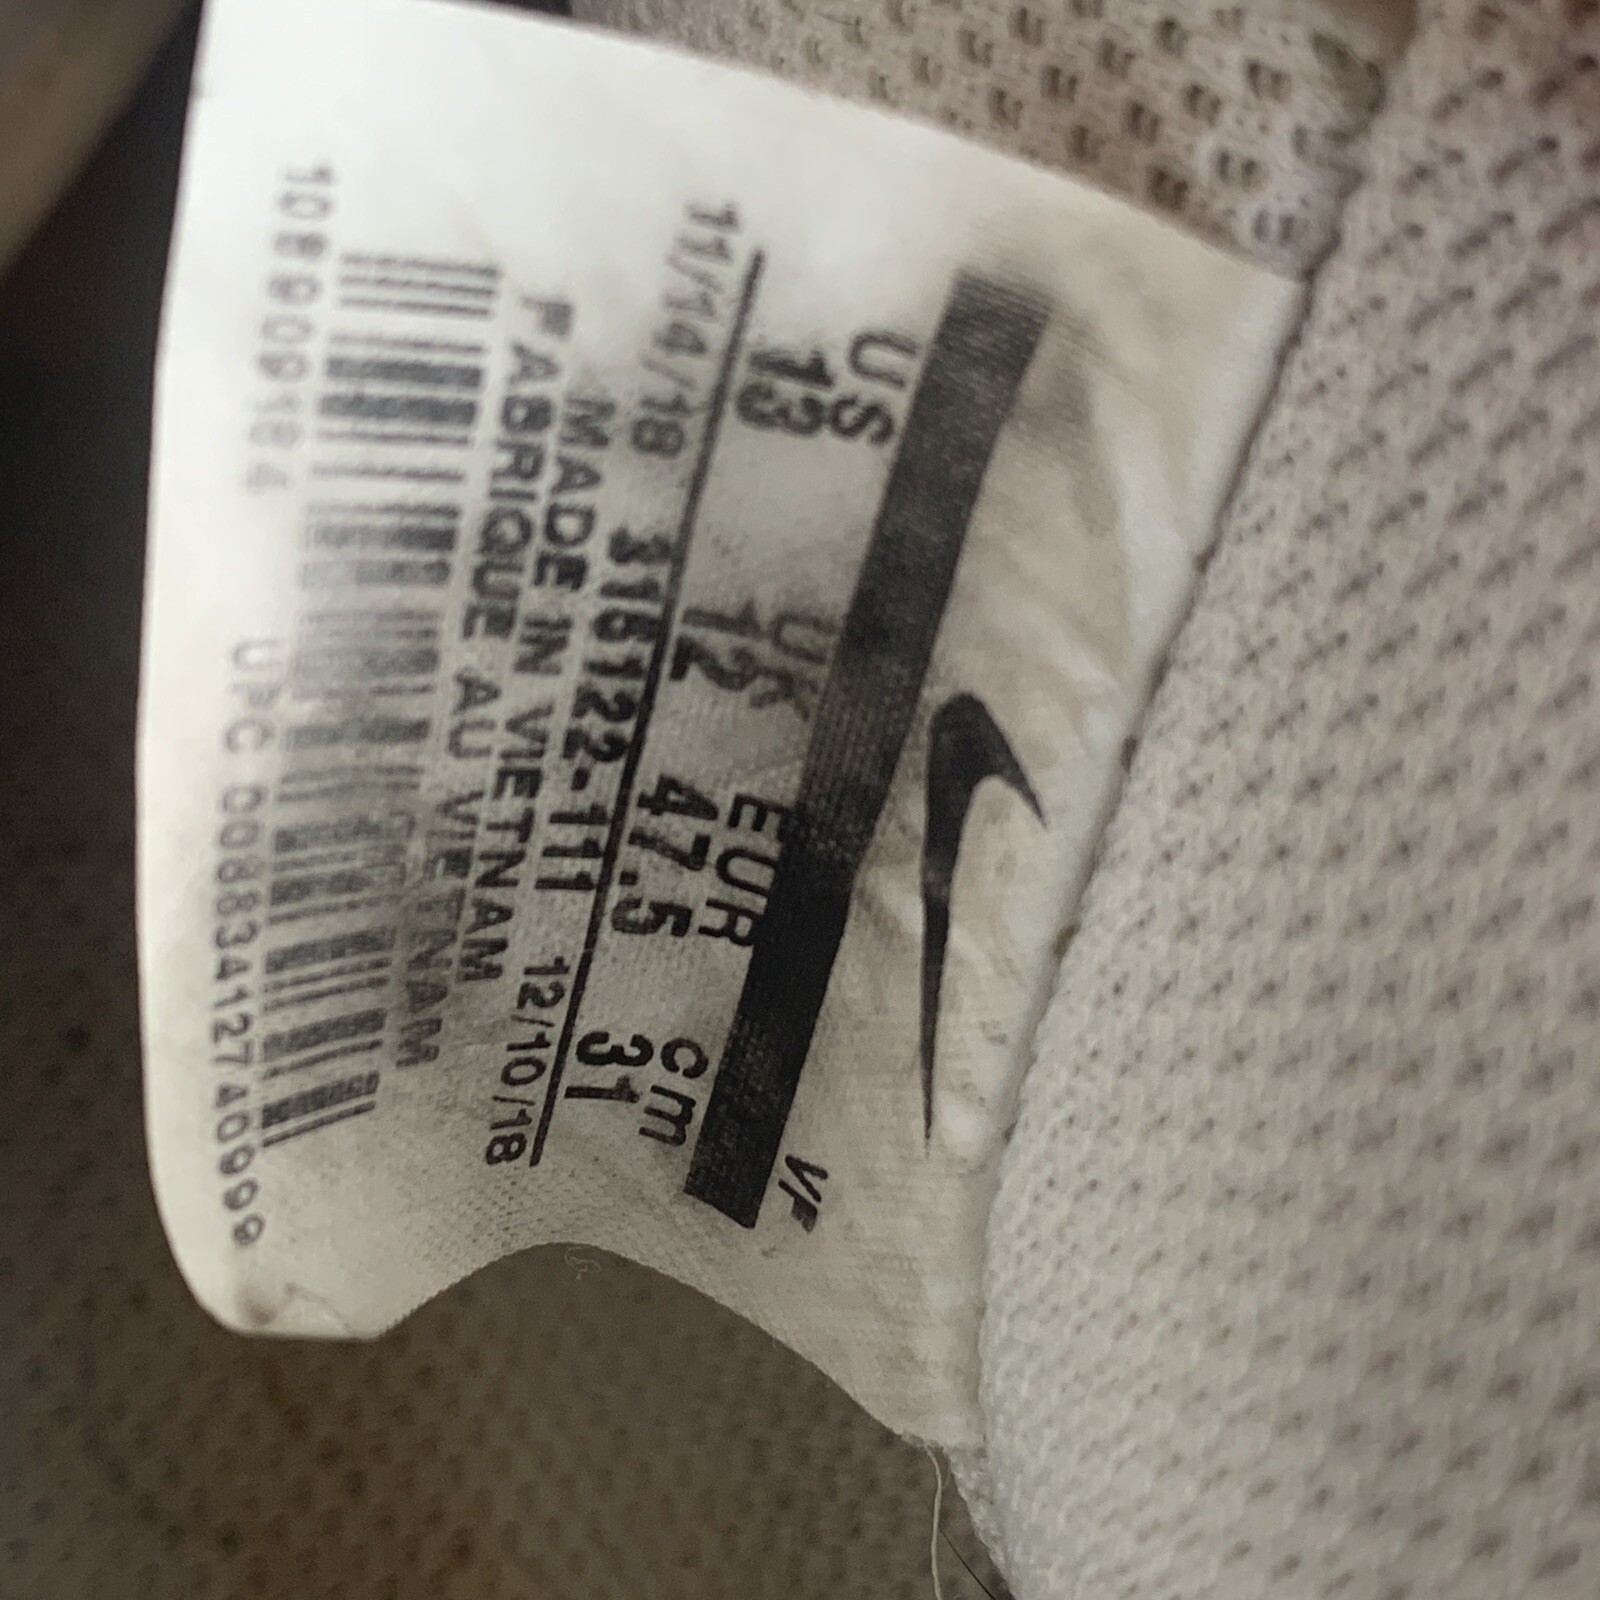 VF
US UK EUR cm
13 12 47.5 31
11/14/18 315122-111 12/10/18
MADE IN VIETNAM
FABRIQUE AU VIETNAM
VIETNAM
UPC 00883412740999